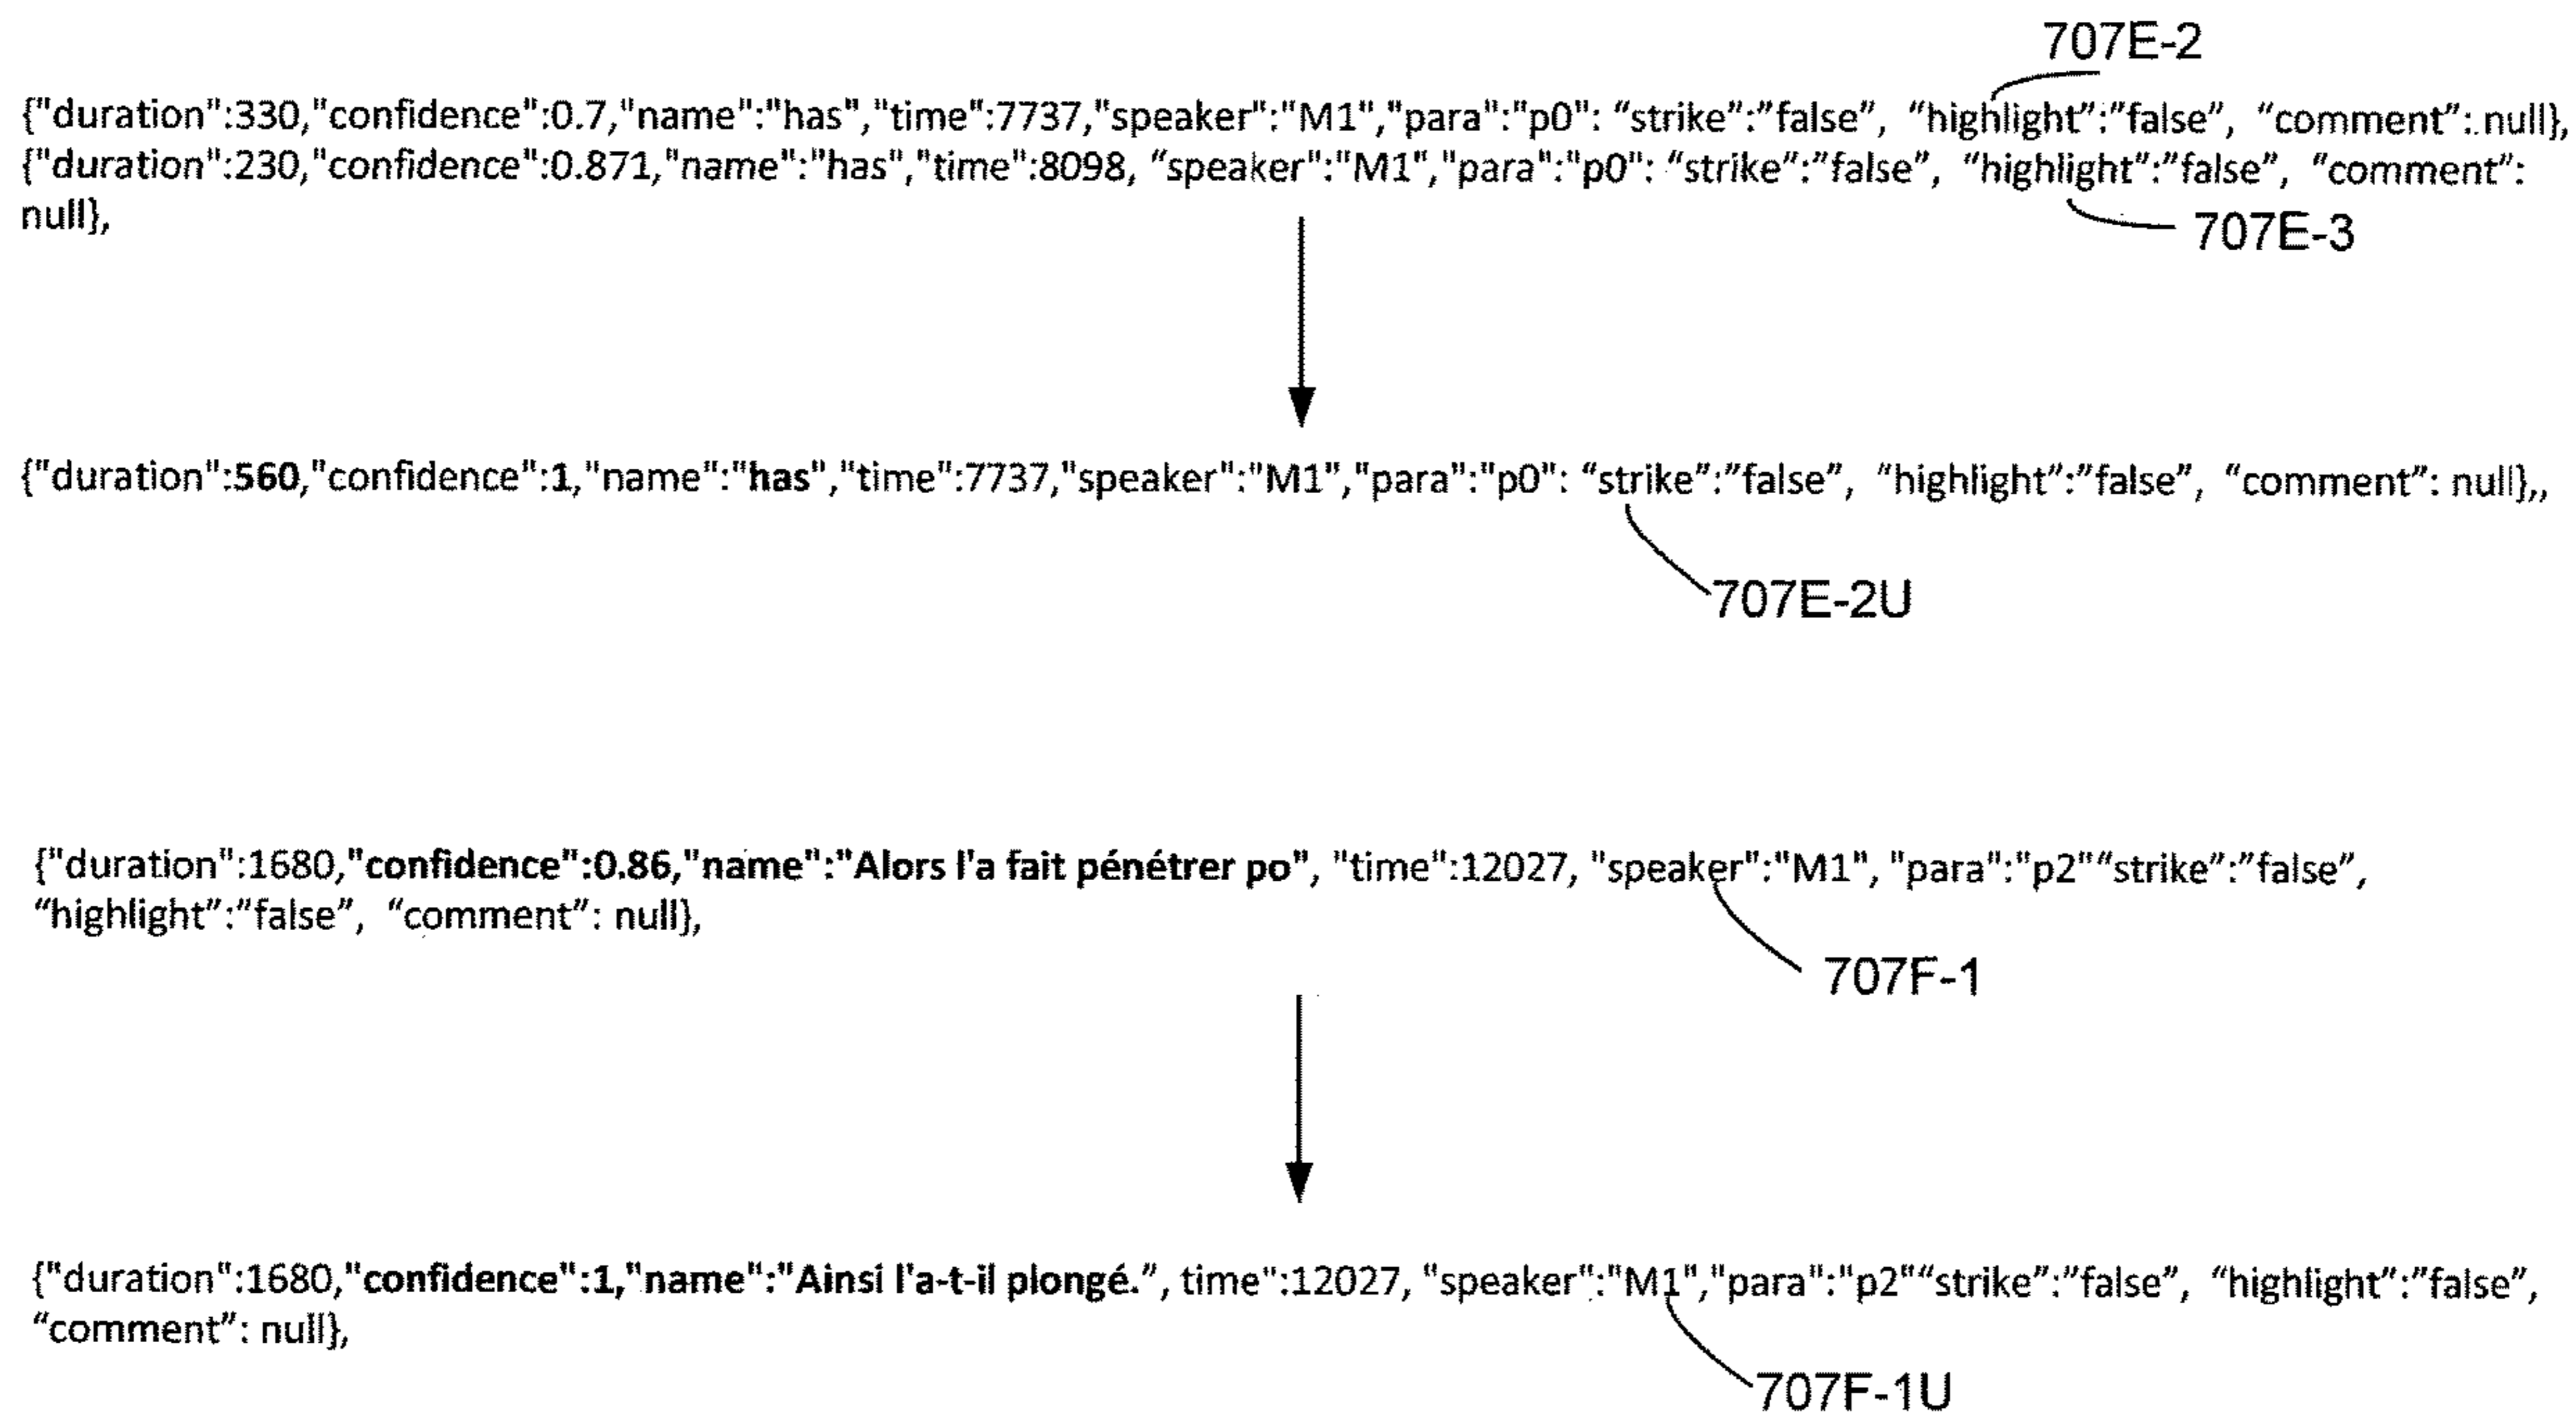 707E-2
{"duration":330,"confidence":0.7,"name":"has","time":7737,"speaker":"M1","para":"p0": “strike”:”false”, “highlight”:”false”, “comment”: null},
{"duration":230,"confidence":0.871,"name":"has","time":8098, “speaker":"M1","para":"p0": “strike”:”false”, “highlight”:”false”, “comment”:
null},
707E-3
{"duration":560,"confidence":1,"name":"has","time":7737,"speaker":"M1","para":"p0": “strike”:”false”, “highlight”:”false”, “comment”: null},,
707E-2U
{"duration":1680,"confidence":0.86,"name":"Alors l'a fait pénétrer po", "time":12027, "speaker":"M1", "para":"p2"“strike”:”false”,
“highlight”:”false”, “comment”: null},
707F-1
{"duration":1680,"confidence":1,"name":"Ainsi l'a-t-il plongé.”, time":12027, "speaker":"M1","para":"p2"“strike”:”false”, “highlight”:”false”,
“comment”: null},
707F-1U